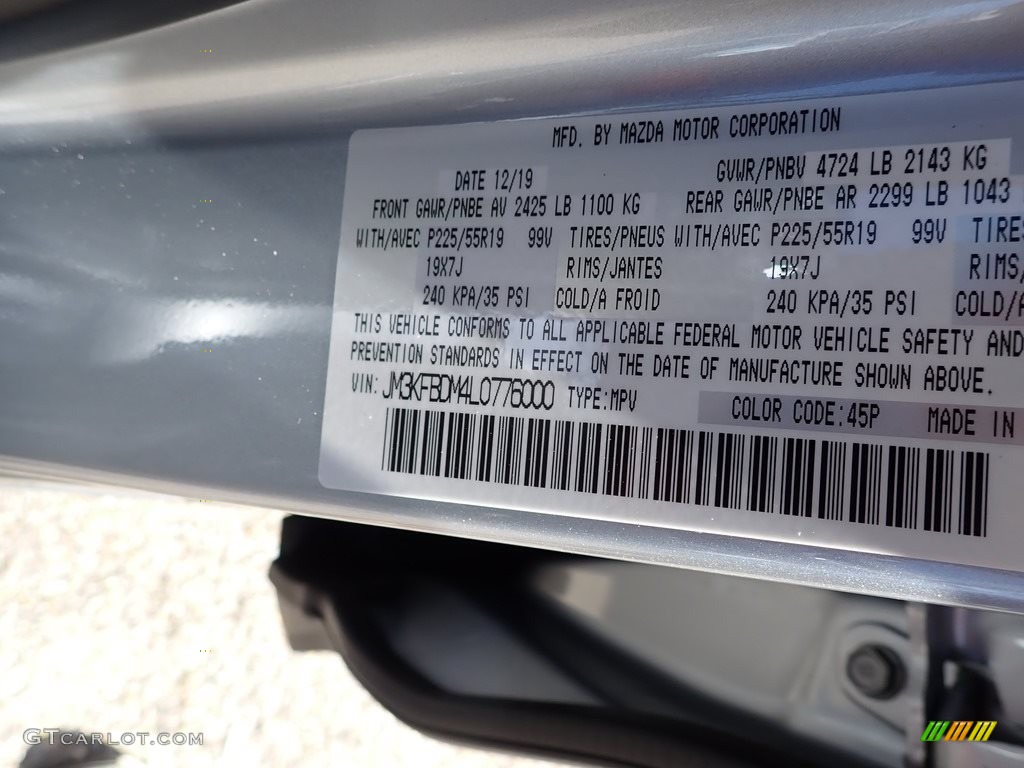 MFD. BY MAZDA MOTOR CORPORATION
DATE 12/19 GVWR/PNBV 4724 LB 2143 KG
FRONT GAWR/PNBE AV 2425 LB 1100 KG REAR GAWR/PNBE AR 2299 LB 1043
WITH/AVEC P225/55R19 99V TIRES/PNEUS WITH/AVEC P225/55R19 99V TIRES
19X7J RIMS/JANTES 19X7J RIMS/
240 KPA/35 PSI COLD/A FROID 240 KPA/35 PSI COLD/A
THIS VEHICLE CONFORMS TO ALL APPLICABLE FEDERAL MOTOR VEHICLE SAFETY AND
PREVENTION STANDARDS IN EFFECT ON THE DATE OF MANUFACTURE SHOWN ABOVE.
VIN: JM3KFBDM4L0776000 TYPE:MPV COLOR CODE:45P MADE IN
GTcarlot.com